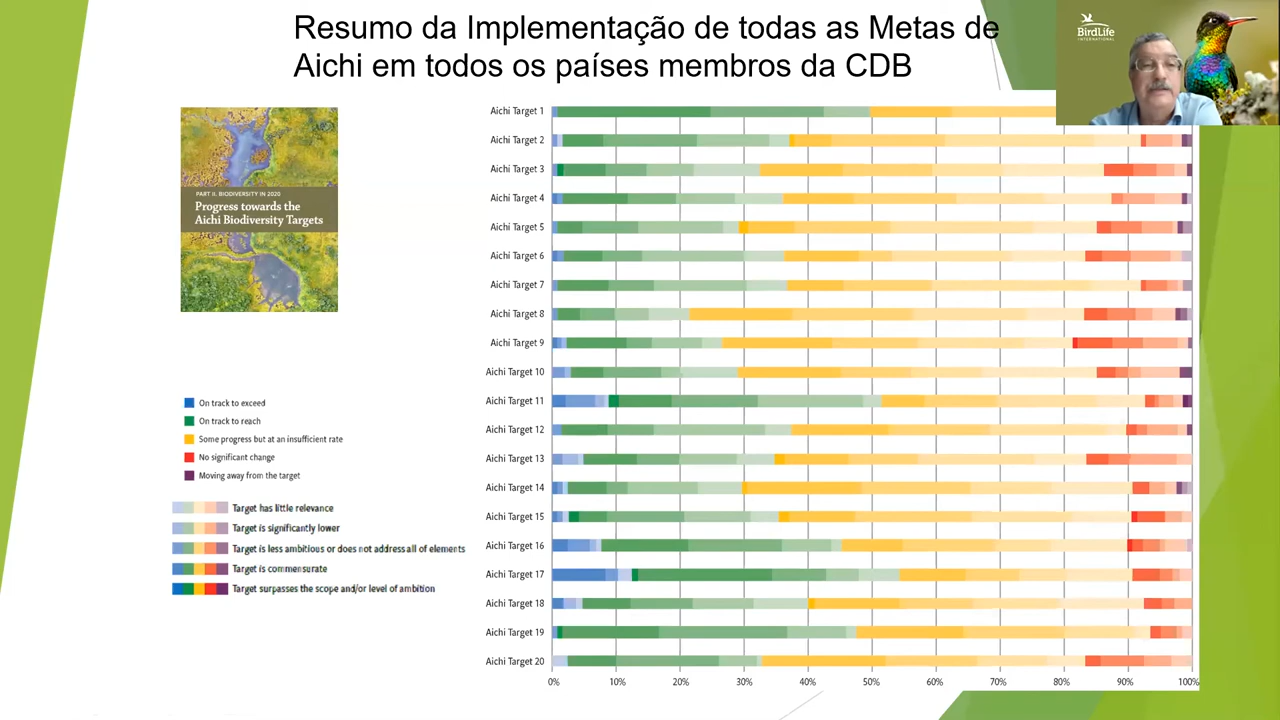 Resumo da Implementação de todas as Metas de
Aichi em todos os países membros da CDB
BirdLife
INTERNATIONAL
PART II. BIODIVERSITY IN 2020
Progress towards the
Aichi Biodiversity Targets
On track to exceed
On track to reach
Some progress but at an insufficient rate
No significant change
Moving away from the target
Target has little relevance
Target is significantly lower
Target is less ambitious or does not address all of elements
Target is commensurate
Target surpasses the scope and/or level of ambition
Aichi Target 1
Aichi Target 2
Aichi Target 3
Aichi Target 4
Aichi Target 5
Aichi Target 6
Aichi Target 7
Aichi Target 8
Aichi Target 9
Aichi Target 10
Aichi Target 11
Aichi Target 12
Aichi Target 13
Aichi Target 14
Aichi Target 15
Aichi Target 16
Aichi Target 17
Aichi Target 18
Aichi Target 19
Aichi Target 20
0% 10% 20% 30% 40% 50% 60% 70% 80% 90% 100%